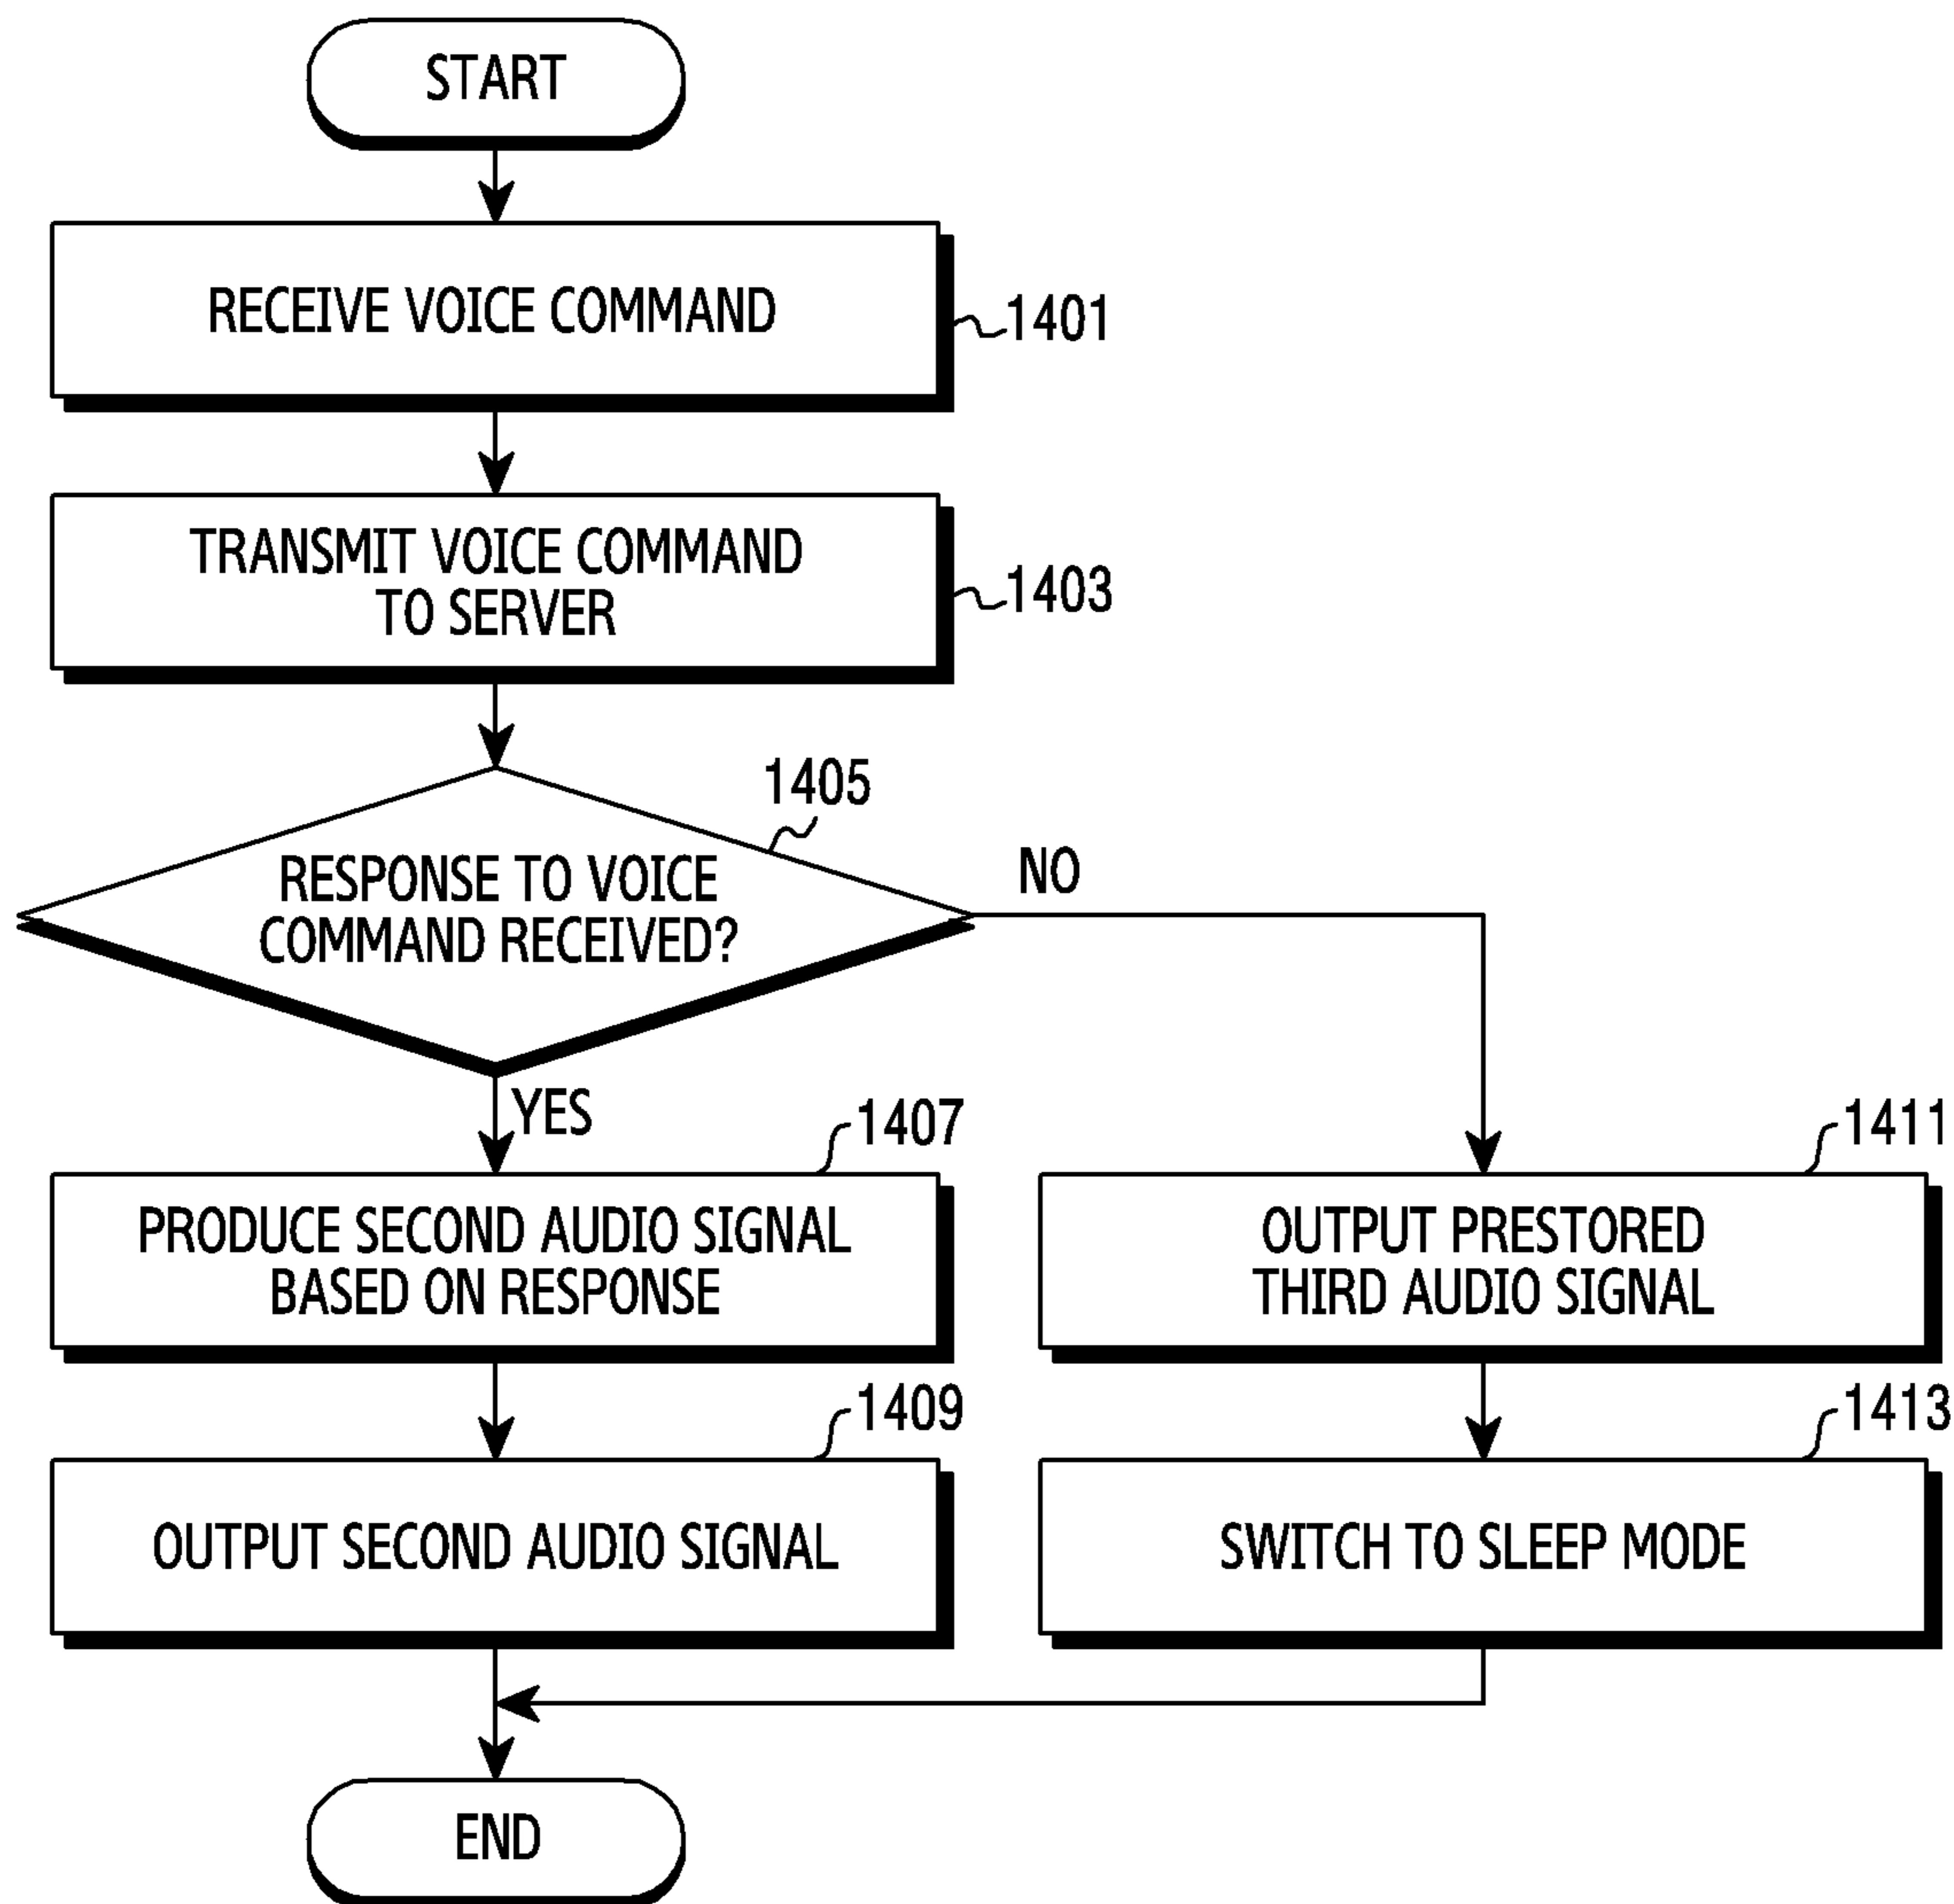 START
RECEIVE VOICE COMMAND
1401
TRANSMIT VOICE COMMAND
TO SERVER
1403
1405
RESPONSE TO VOICE
COMMAND RECEIVED?
NO
YES
1407
PRODUCE SECOND AUDIO SIGNAL
BASED ON RESPONSE
1411
OUTPUT PRESTORED
THIRD AUDIO SIGNAL
1409
OUTPUT SECOND AUDIO SIGNAL
1413
SWITCH TO SLEEP MODE
END